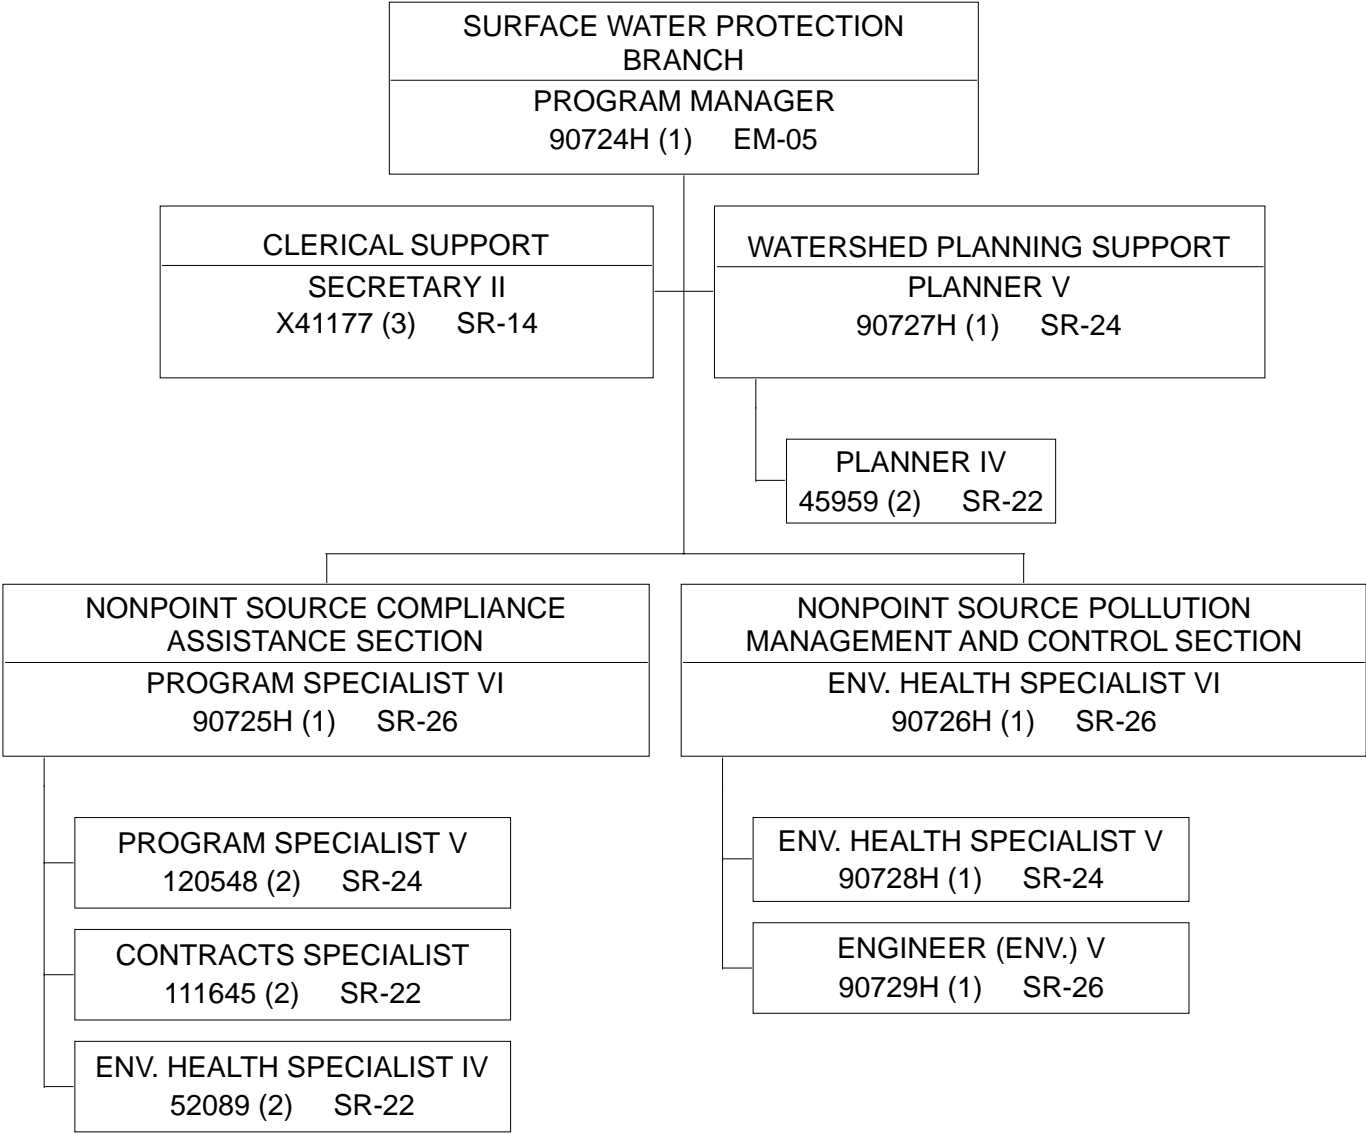 SURFACE WATER PROTECTION
BRANCH
PROGRAM MANAGER
90724H (1) EM-05
CLERICAL SUPPORT
SECRETARY II
X41177 (3) SR-14
WATERSHED PLANNING SUPPORT
PLANNER V
90727H (1) SR-24
PLANNER IV
45959 (2) SR-22
NONPOINT SOURCE COMPLIANCE
ASSISTANCE SECTION
PROGRAM SPECIALIST VI
90725H (1) SR-26
PROGRAM SPECIALIST V
120548 (2) SR-24
CONTRACTS SPECIALIST
111645 (2) SR-22
ENV. HEALTH SPECIALIST IV
52089 (2) SR-22
NONPOINT SOURCE POLLUTION
MANAGEMENT AND CONTROL SECTION
ENV. HEALTH SPECIALIST VI
90726H (1) SR-26
ENV. HEALTH SPECIALIST V
90728H (1) SR-24
ENGINEER (ENV.) V
90729H (1) SR-26